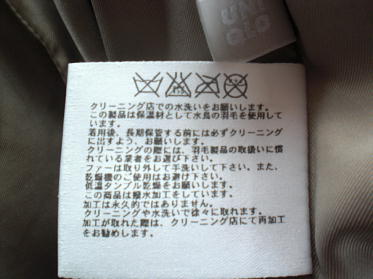 UNI
QLO
クリーニング店での水洗いをお願いします。
この製品は保温材として水鳥の羽毛を使用して
います。
着用後、長期保管する前には必ずクリーニング
に出すよう、お願いします。
クリーニングの際には、羽毛製品の取扱いに慣
れている業者をお選び下さい。
ファーは取り外して手洗いして下さい。また、
乾燥機のご使用はお避け下さい。
低温タンブル乾燥をお願いします。
この商品は撥水加工をしています。
加工は永久的ではありません。
クリーニングや水洗いで徐々に取れます。
加工が取れた際は、クリーニング店にて再加工
をお勧めします。